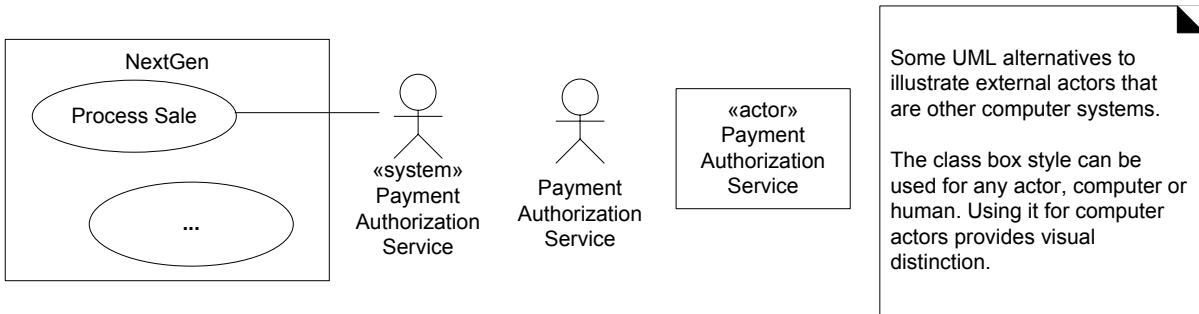 NextGen
Process Sale
...
«system»
Payment
Authorization
Service
Payment
Authorization
Service
«actor»
Payment
Authorization
Service
Some UML alternatives to
illustrate external actors that
are other computer systems.
The class box style can be
used for any actor, computer or
human. Using it for computer
actors provides visual
distinction.